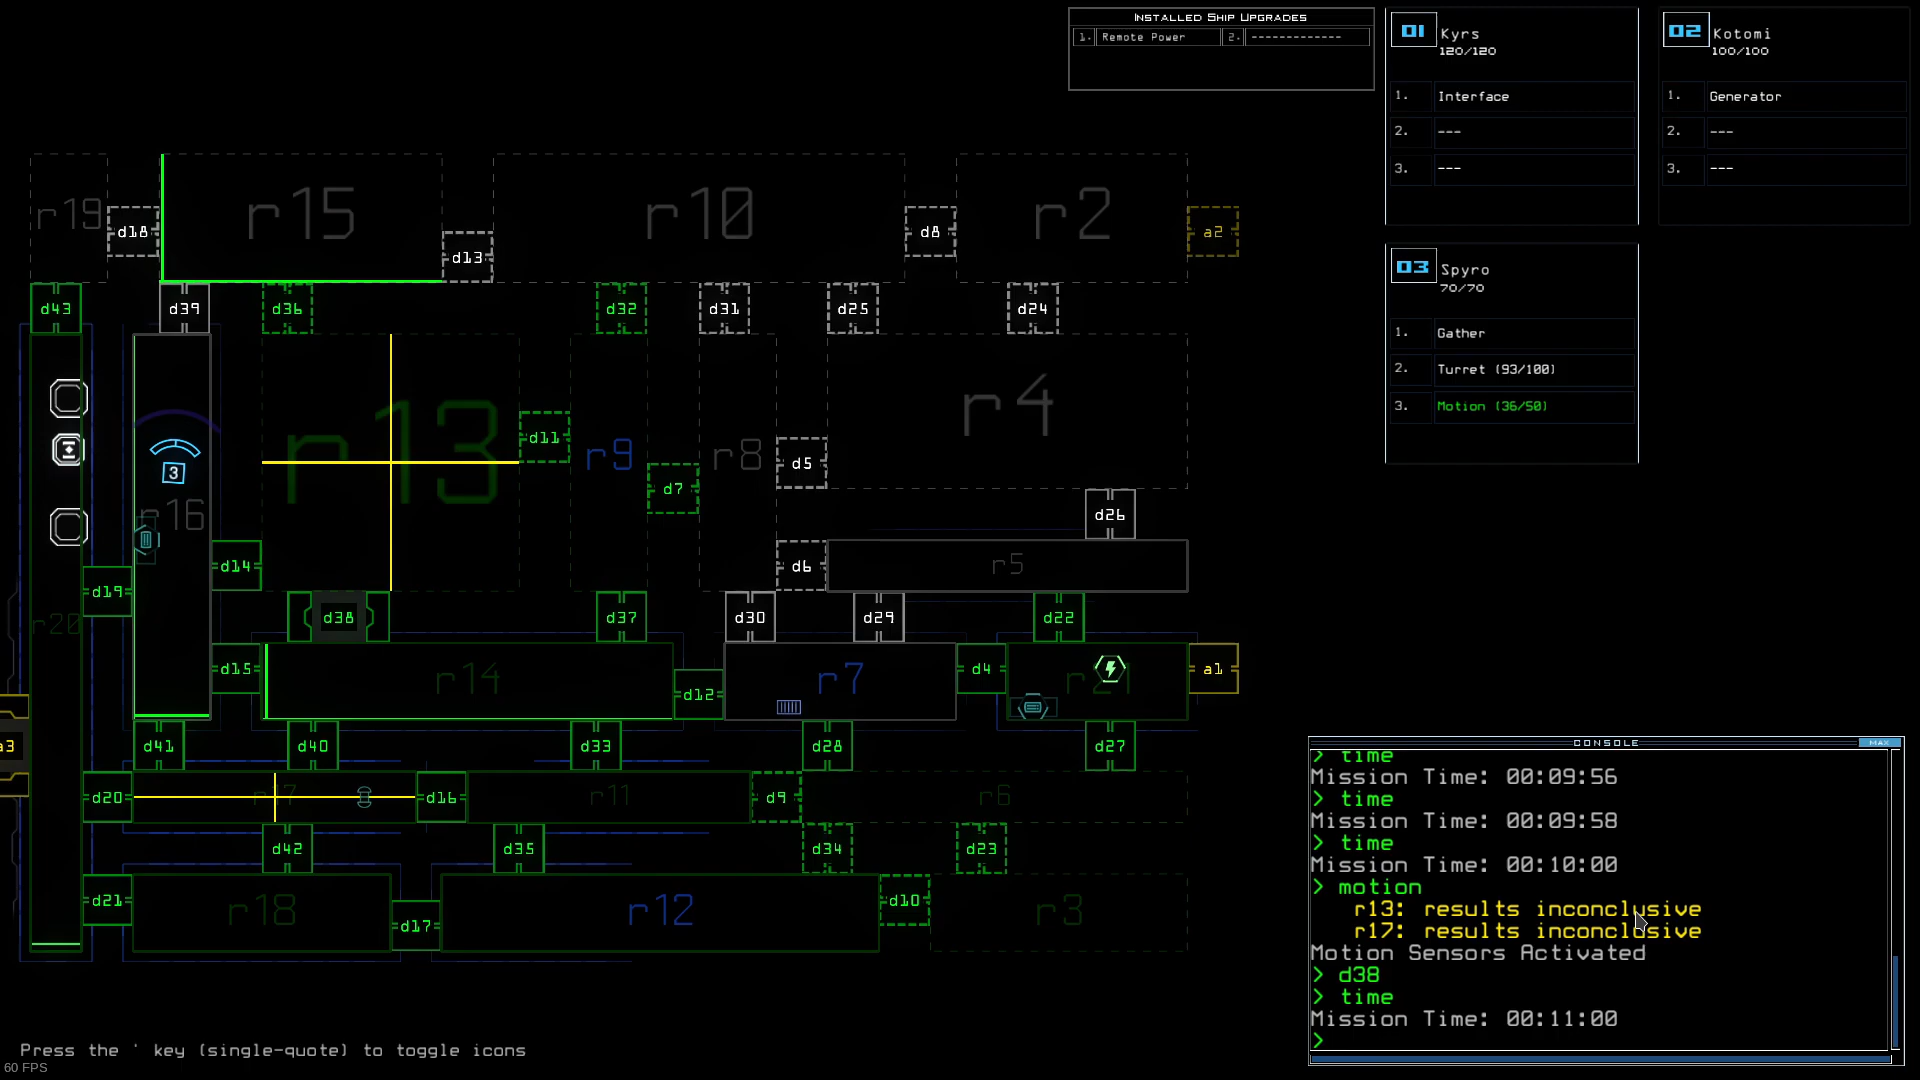 INSTALLED SHIP UPGRADES
1. Remote Power 2. -------------
01 Kyrs
120/120
1. Interface
2. ---
3. ---
02 Kotomi
100/100
1. Generator
2. ---
3. ---
03 Spyro
70/70
1. Gather
2. Turret (93/100)
3. Motion (36/50)
r19 d18 r15 d13 r10 d8 r2 a2
d43 d39 d36 d32 d31 d25 d24
r13 d11 r9 d7 r8 d5 r4
3
r16 d26
d19 d14 d6 r5
r20 d38 d37 d30 d29 d22
d15 r14 d12 r7 d4 r21 a1
a3 d41 d40 d33 d28 d27
d20 r17 d16 r11 d9 r6
d42 d35 d34 d23
d21 r18 d17 r12 d10 r3
CONSOLE MAX
> time
Mission Time: 00:09:56
> time
Mission Time: 00:09:58
> time
Mission Time: 00:10:00
> motion
r13: results inconclusive
r17: results inconclusive
Motion Sensors Activated
> d38
> time
Mission Time: 00:11:00
>
Press the ' key (single-quote) to toggle icons
60 FPS